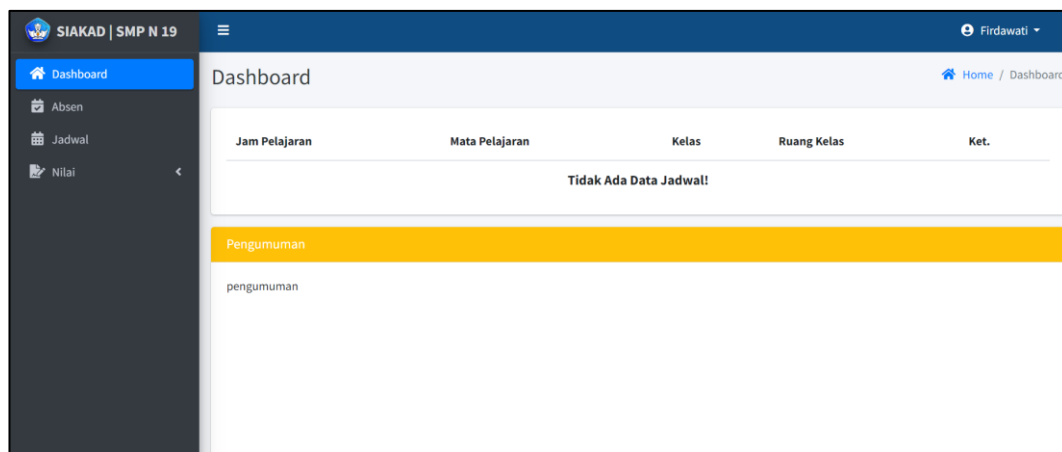 SIAKAD | SMP N 19
Firdawati
Dashboard
Absen
Jadwal
Nilai
Dashboard
Home / Dashboard
Jam Pelajaran Mata Pelajaran Kelas Ruang Kelas Ket.
Tidak Ada Data Jadwal!
Pengumuman
pengumuman